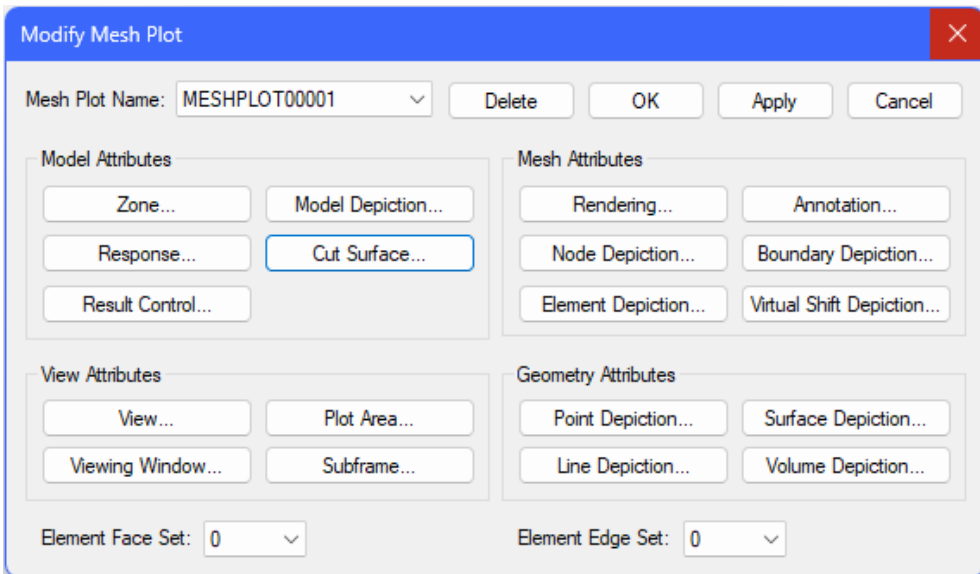 Modify Mesh Plot
Mesh Plot Name: MESHPLOT00001 Delete OK Apply Cancel
Model Attributes
Zone... Model Depiction...
Response... Cut Surface...
Result Control...
Mesh Attributes
Rendering... Annotation...
Node Depiction... Boundary Depiction...
Element Depiction... Virtual Shift Depiction...
View Attributes
View... Plot Area...
Viewing Window... Subframe...
Geometry Attributes
Point Depiction... Surface Depiction...
Line Depiction... Volume Depiction...
Element Face Set: 0 Element Edge Set: 0